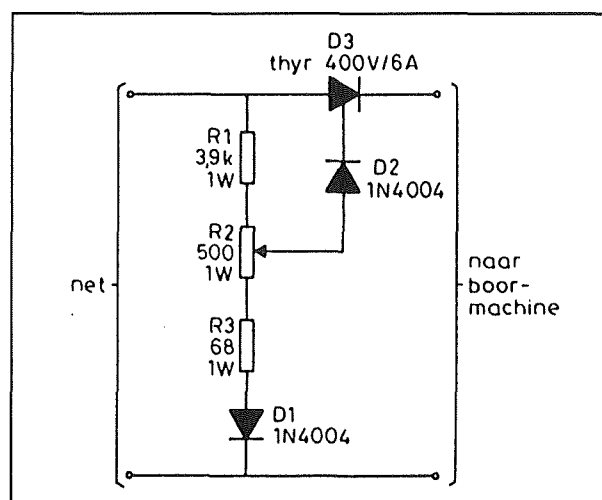 D3
thyr 400V/6A
R1
3,9k
1W
D2
1N4004
R2
500
1W
net
naar
boor-
machine
R3
68
1W
D1
1N4004